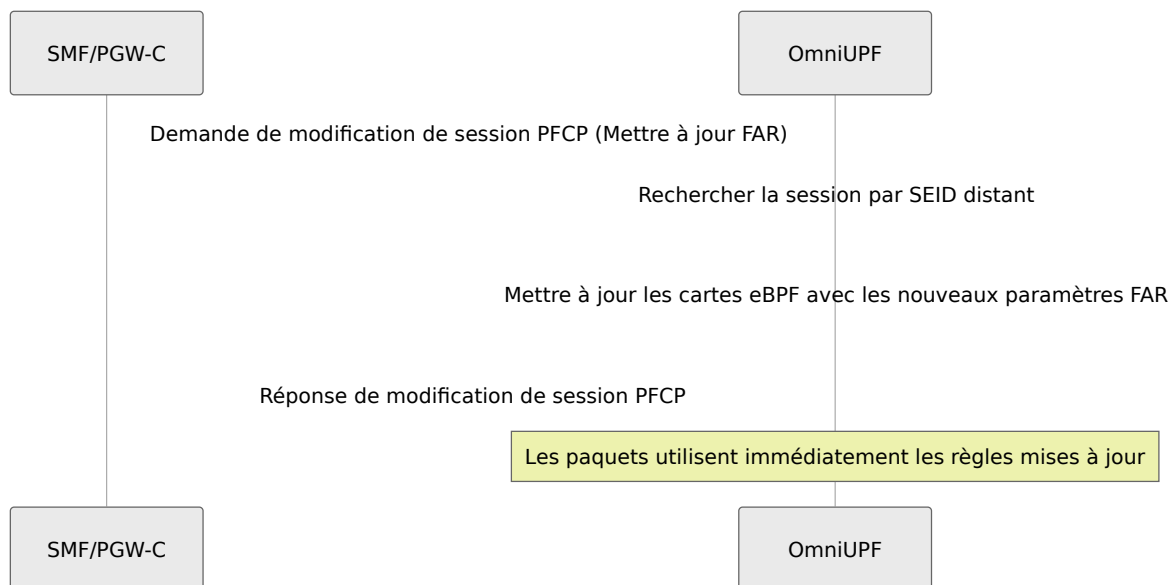 SMF/PGW-C
OmniUPF
Demande de modification de session PFCP (Mettre à jour FAR)
Rechercher la session par SEID distant
Mettre à jour les cartes eBPF avec les nouveaux paramètres FAR
Réponse de modification de session PFCP
Les paquets utilisent immédiatement les règles mises à jour
SMF/PGW-C
OmniUPF